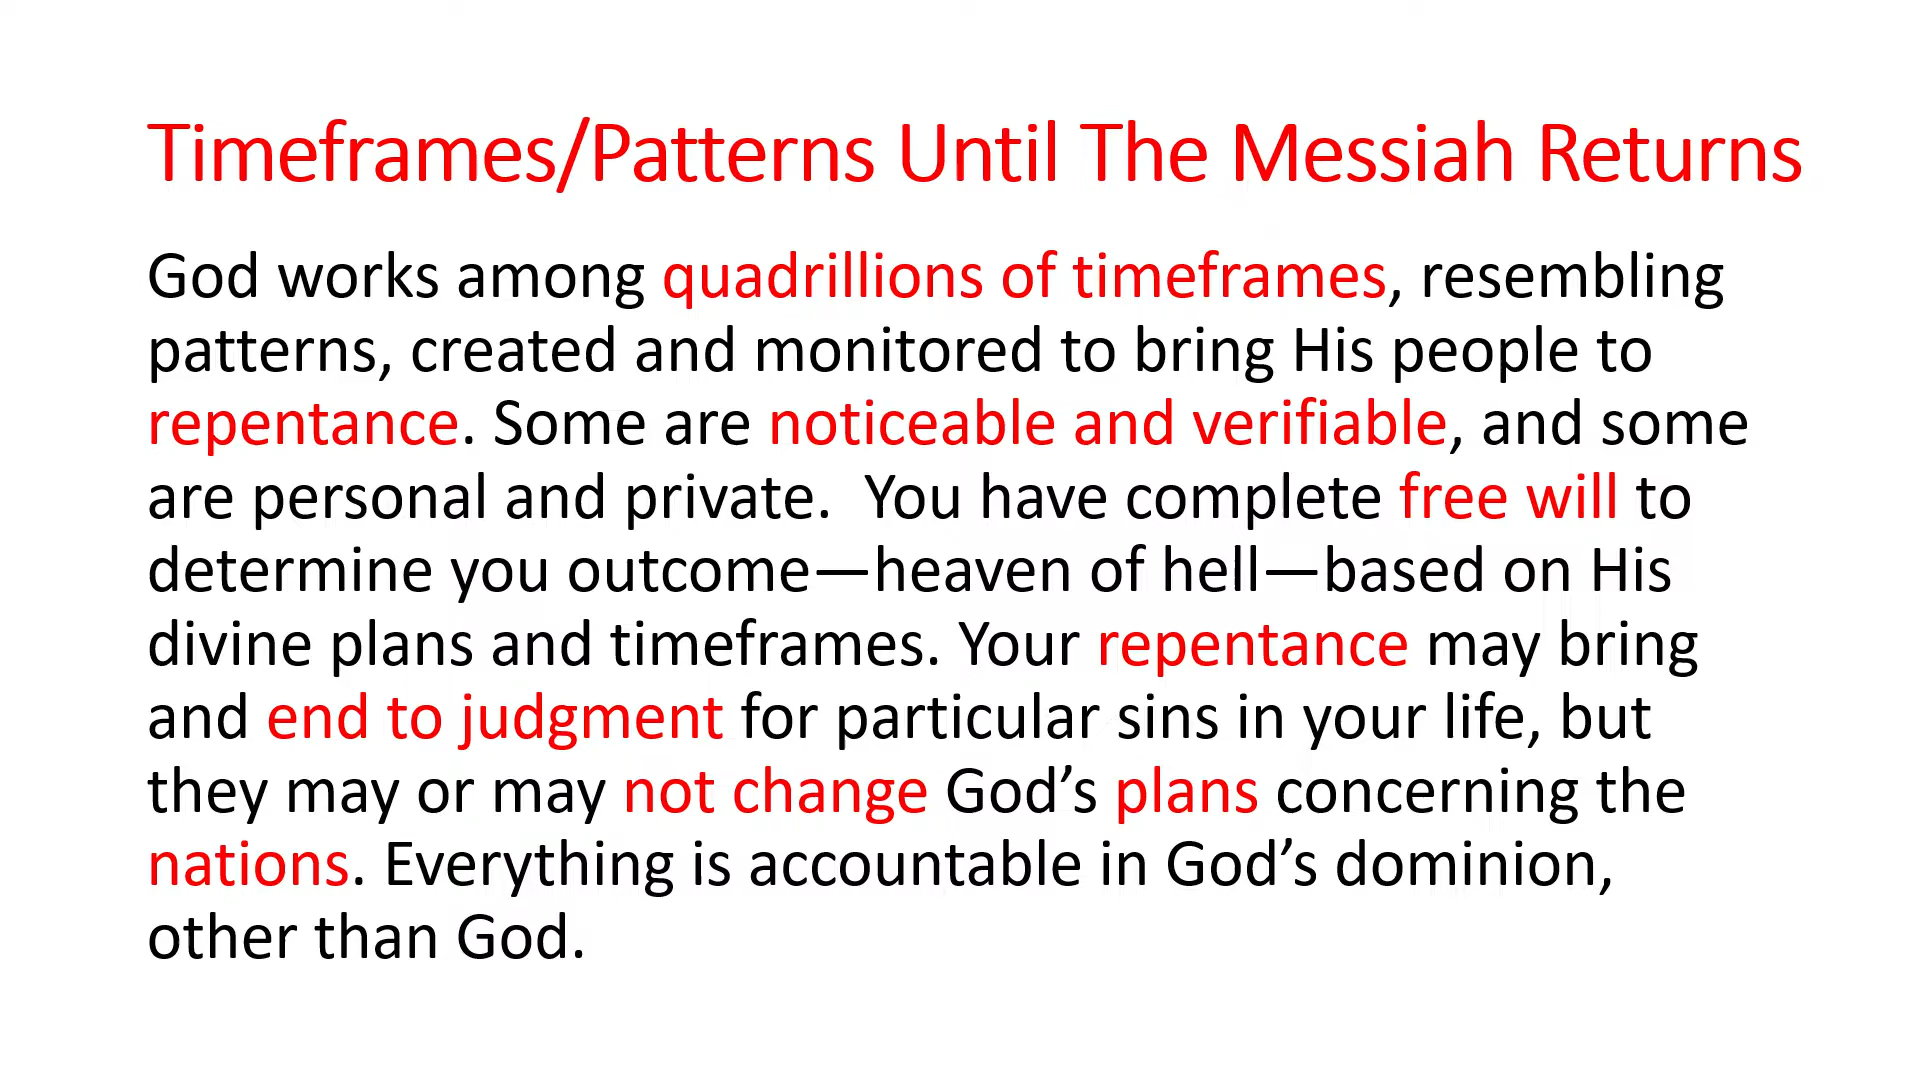 Timeframes/Patterns Until The Messiah Returns
God works among quadrillions of timeframes, resembling
patterns, created and monitored to bring His people to
repentance. Some are noticeable and verifiable, and some
are personal and private.  You have complete free will to
determine you outcome—heaven of hell—based on His
divine plans and timeframes. Your repentance may bring
and end to judgment for particular sins in your life, but
they may or may not change God’s plans concerning the
nations. Everything is accountable in God’s dominion,
other than God.